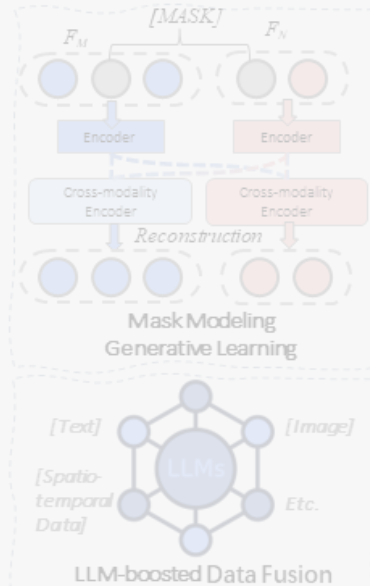 [MASK]
F_M F_N
Encoder Encoder
Cross-modality Encoder
Cross-modality Encoder
Reconstruction
Mask Modeling
Generative Learning
LLMs
[Text] [Image]
[Spatio-
temporal
Data]
Etc.
LLM-boosted Data Fusion